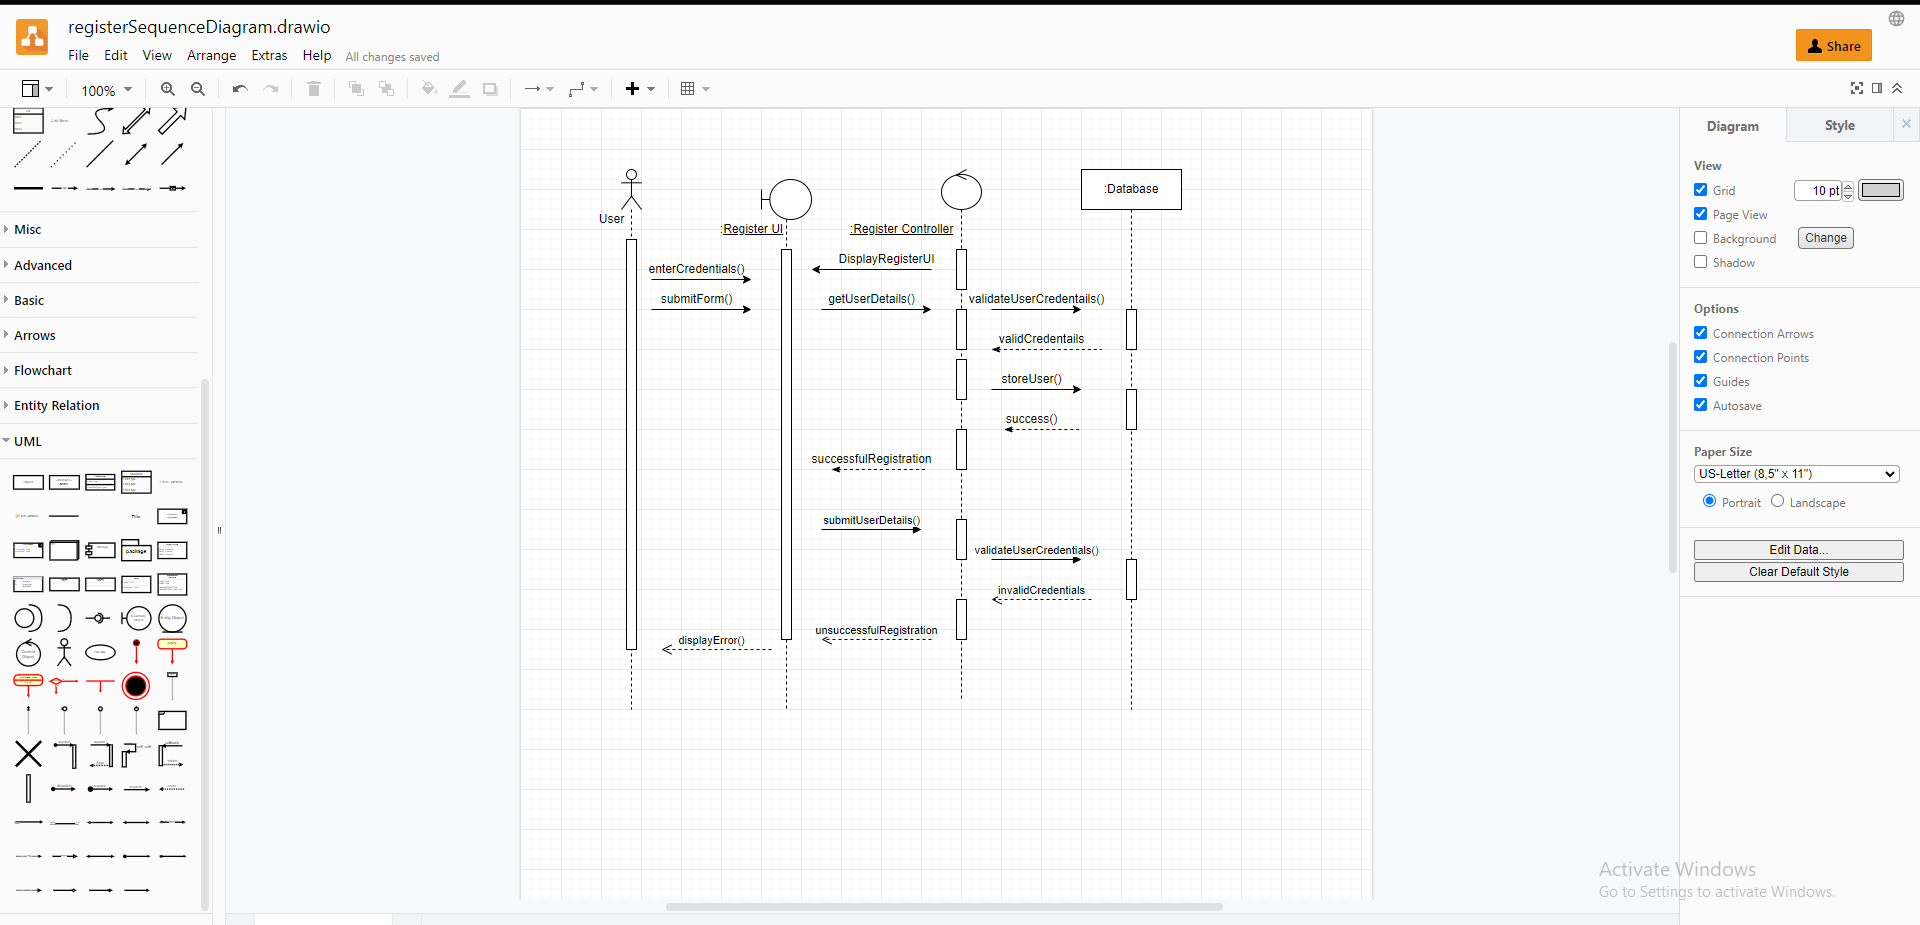 registerSequenceDiagram.drawio
File Edit View Arrange Extras Help All changes saved
Share
100%
Misc
Advanced
Basic
Arrows
Flowchart
Entity Relation
UML
package
User
:Register UI
:Register Controller
:Database
DisplayRegisterUI
enterCredentials()
submitForm()
getUserDetails()
validateUserCredentails()
validCredentails
storeUser()
success()
successfulRegistration
submitUserDetails()
validateUserCredentials()
invalidCredentials
unsuccessfulRegistration
displayError()
Diagram Style
View
Grid 10 pt
Page View
Background Change
Shadow
Options
Connection Arrows
Connection Points
Guides
Autosave
Paper Size
US-Letter (8,5" x 11")
Portrait Landscape
Edit Data...
Clear Default Style
Activate Windows
Go to Settings to activate Windows.